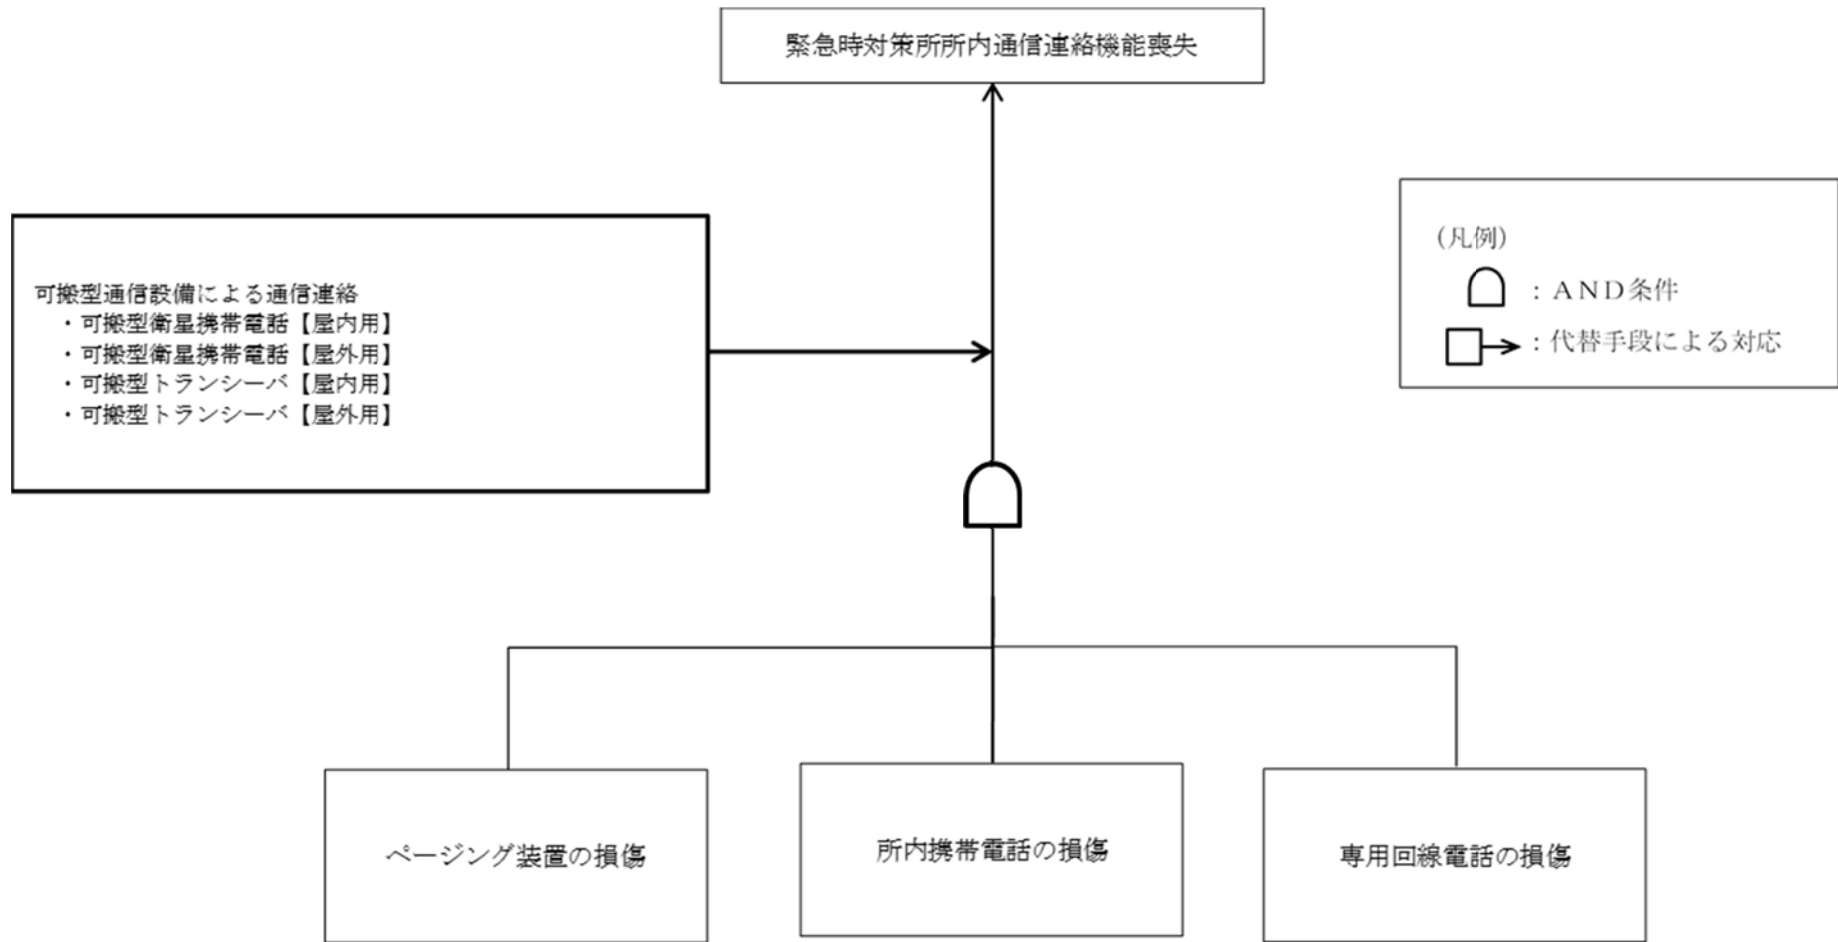 緊急時対策所所内通信連絡機能喪失
可搬型通信設備による通信連絡
・可搬型衛星携帯電話【屋内用】
・可搬型衛星携帯電話【屋外用】
・可搬型トランシーバ【屋内用】
・可搬型トランシーバ【屋外用】
(凡例)
：ＡＮＤ条件
：代替手段による対応
ページング装置の損傷
所内携帯電話の損傷
専用回線電話の損傷